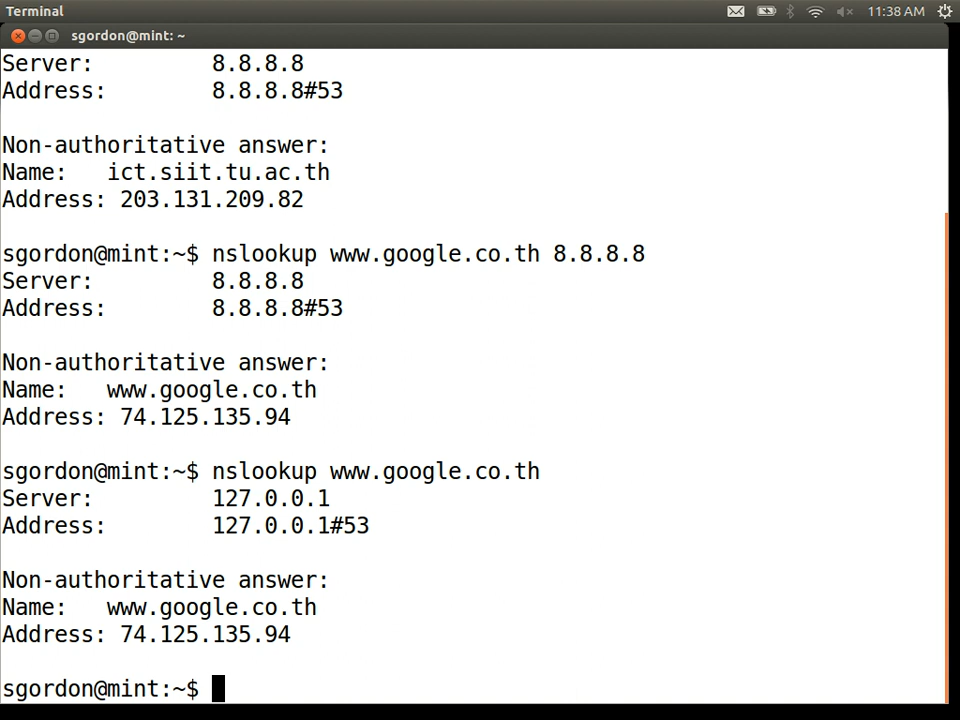 Terminal
11:38 AM
sgordon@mint: ~
Server: 8.8.8.8
Address: 8.8.8.8#53
Non-authoritative answer:
Name: ict.siit.tu.ac.th
Address: 203.131.209.82
sgordon@mint:~$ nslookup www.google.co.th 8.8.8.8
Server: 8.8.8.8
Address: 8.8.8.8#53
Non-authoritative answer:
Name: www.google.co.th
Address: 74.125.135.94
sgordon@mint:~$ nslookup www.google.co.th
Server: 127.0.0.1
Address: 127.0.0.1#53
Non-authoritative answer:
Name: www.google.co.th
Address: 74.125.135.94
sgordon@mint:~$